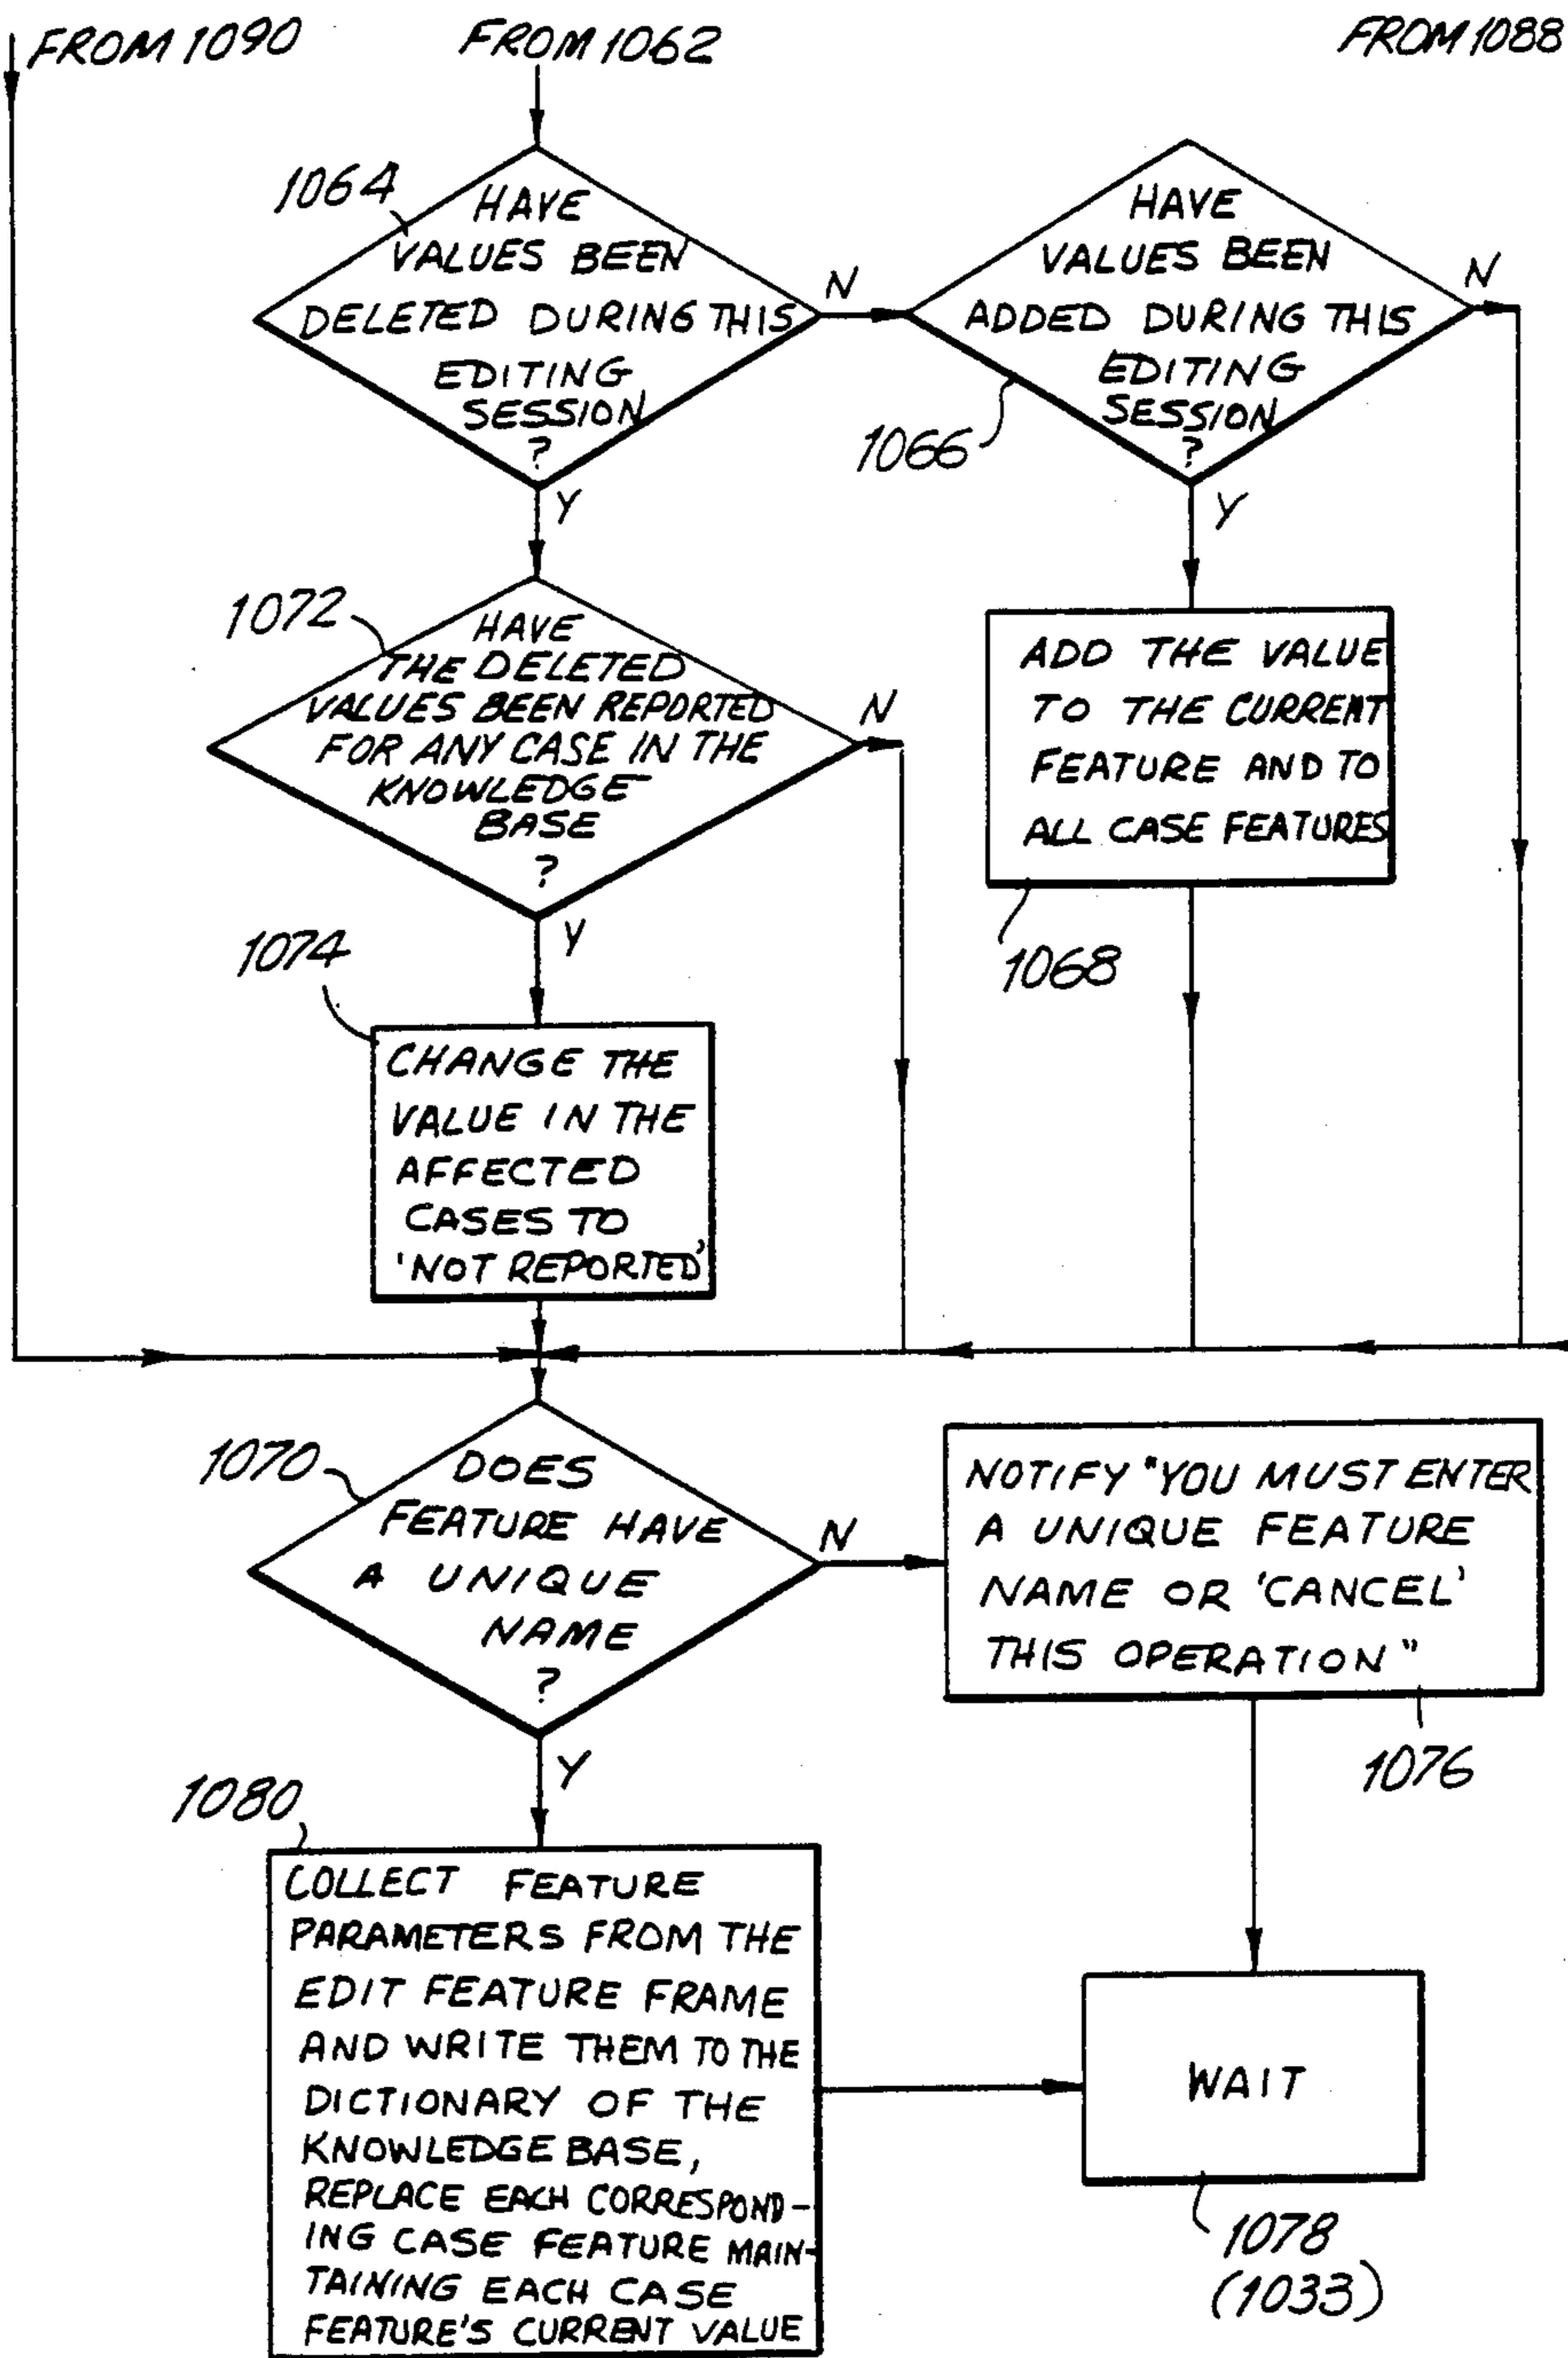 FROM 1090
FROM 1062
FROM 1088
1064
HAVE
VALUES BEEN
DELETED DURING THIS
EDITING
SESSION
?
N
Y
HAVE
VALUES BEEN
ADDED DURING THIS
EDITING
SESSION
?
1066
N
Y
1072
HAVE
THE DELETED
VALUES BEEN REPORTED
FOR ANY CASE IN THE
KNOWLEDGE
BASE
?
N
Y
ADD THE VALUE
TO THE CURRENT
FEATURE AND TO
ALL CASE FEATURES
1068
1074
CHANGE THE
VALUE IN THE
AFFECTED
CASES TO
'NOT REPORTED'
1070
DOES
FEATURE HAVE
A UNIQUE
NAME
?
N
Y
NOTIFY "YOU MUST ENTER
A UNIQUE FEATURE
NAME OR 'CANCEL'
THIS OPERATION"
1076
1080
COLLECT FEATURE
PARAMETERS FROM THE
EDIT FEATURE FRAME
AND WRITE THEM TO THE
DICTIONARY OF THE
KNOWLEDGE BASE,
REPLACE EACH CORRESPOND-
ING CASE FEATURE MAIN-
TAINING EACH CASE
FEATURE'S CURRENT VALUE
WAIT
1078
(1033)